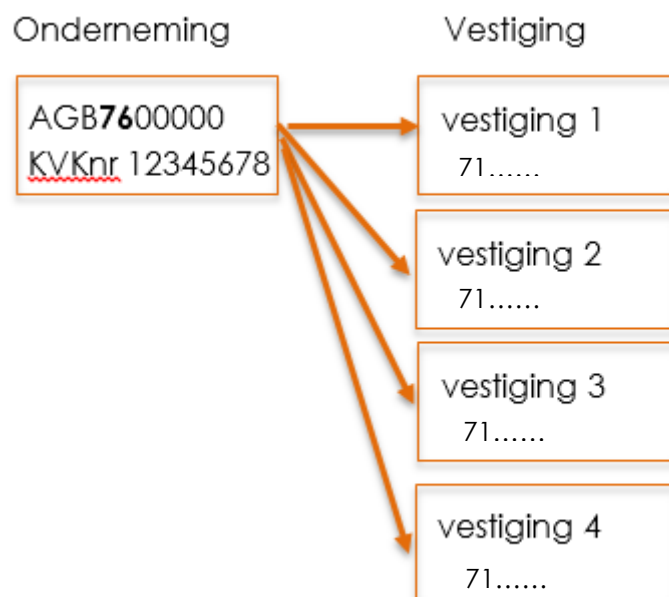 Onderneming
Vestiging
AGB7600000
KVKnr 12345678
vestiging 1
71......
vestiging 2
71......
vestiging 3
71......
vestiging 4
71......